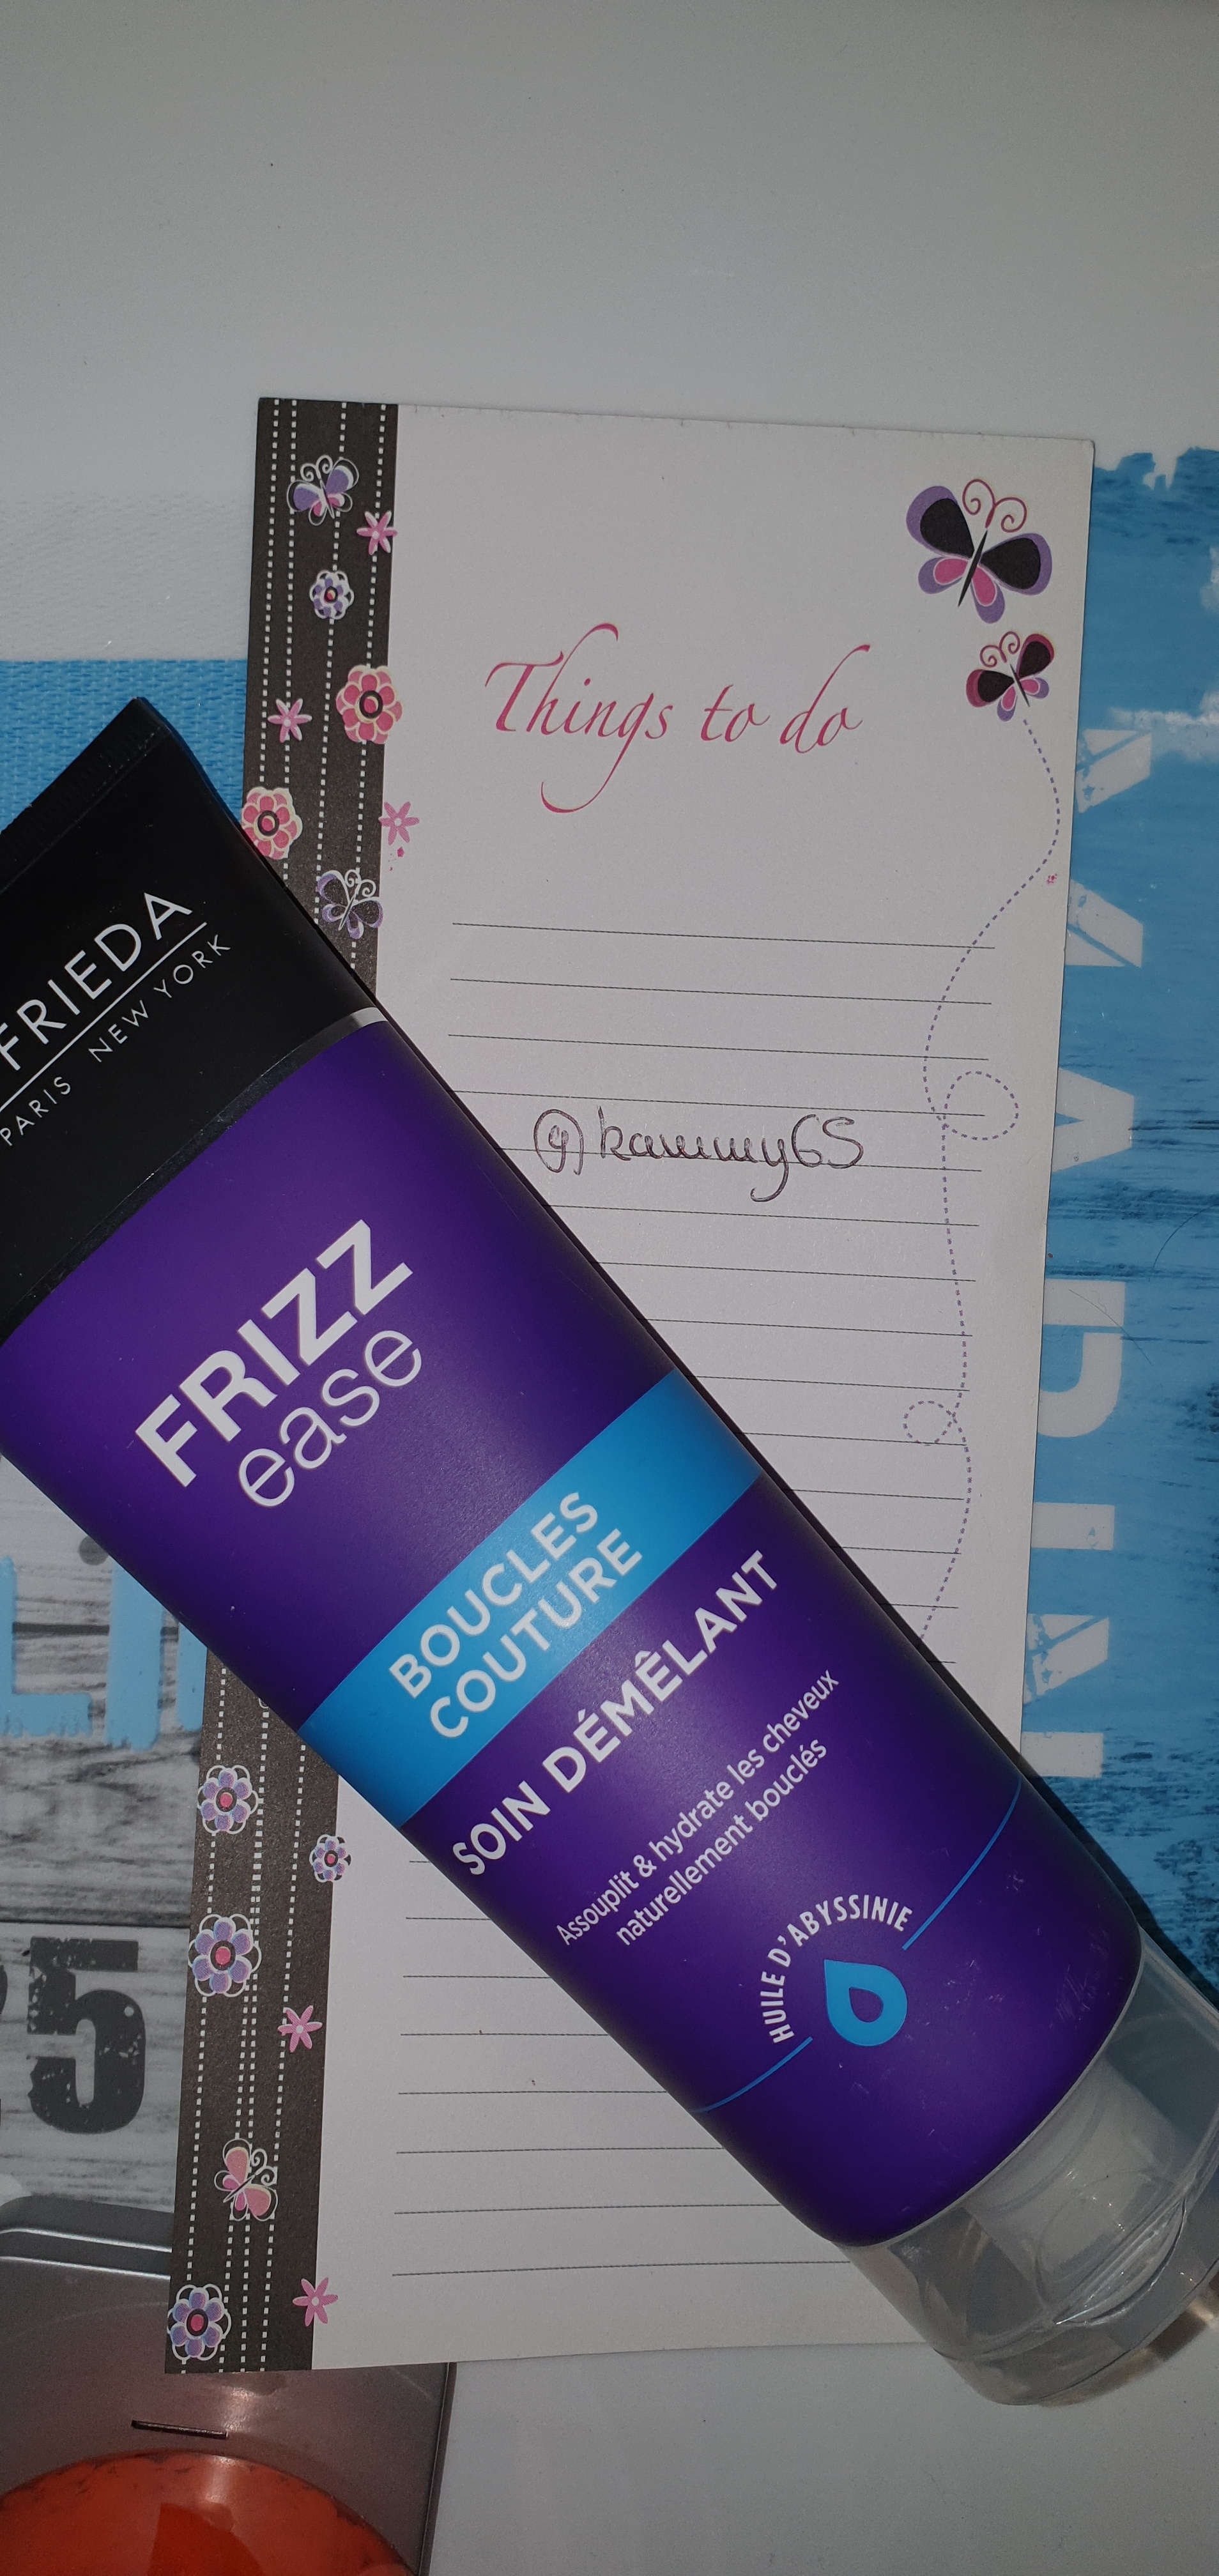 Things to do
@kammy65
FRIEDA
PARIS NEW YORK
FRIZZ
ease
BOUCLES
COUTURE
SOIN DÉMÊLANT
Assouplit & hydrate les cheveux
naturellement bouclés
HUILE D'ABYSSINIE
5